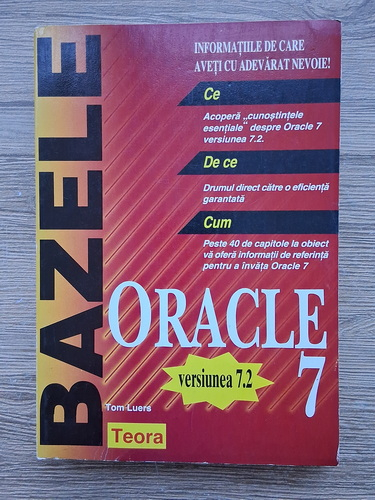 BAZELE
INFORMAȚIILE DE CARE
AVEȚI CU ADEVĂRAT NEVOIE!
Ce
Acoperă „cunoștințele
esențiale“ despre Oracle 7
versiunea 7.2.
De ce
Drumul direct către o eficiență
garantată
Cum
Peste 40 de capitole la obiect
vă oferă informații de referință
pentru a învăța Oracle 7
ORACLE
7
versiunea 7.2
Tom Luers
Teora